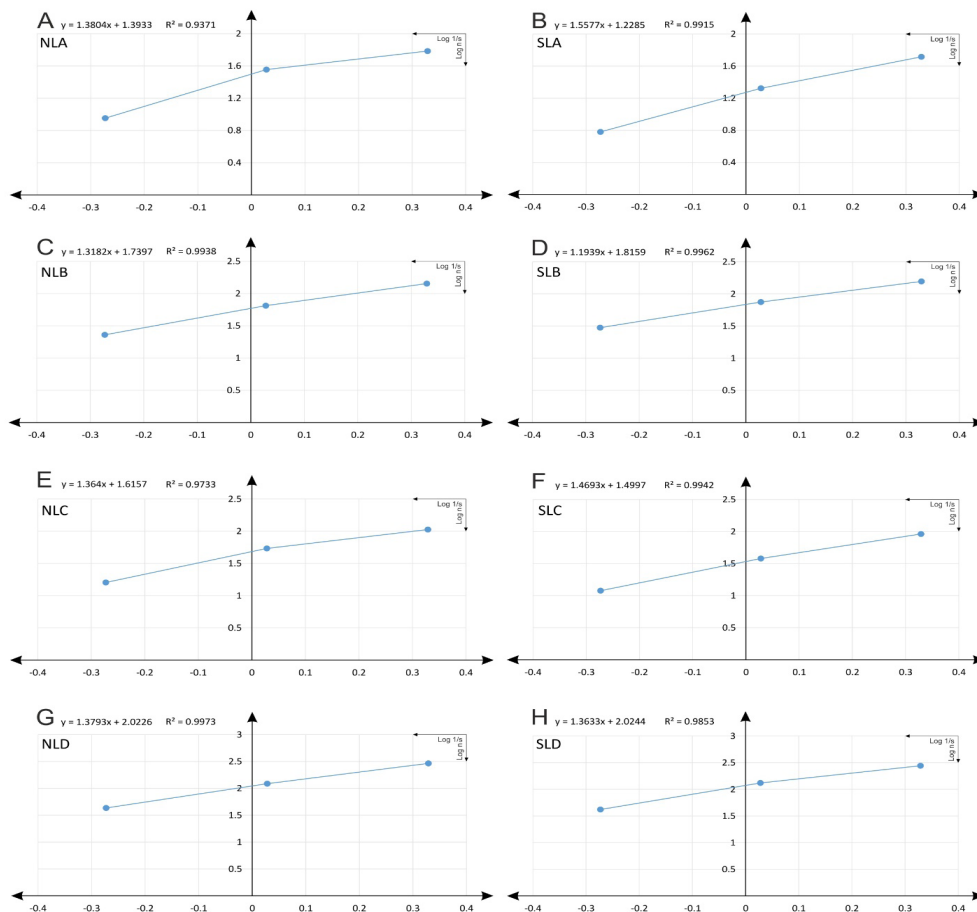 A y = 1.3804x + 1.3933 R² = 0.9371
NLA
Log 1/s
Log n
2
1.6
1.2
0.8
0.4
-0.4 -0.3 -0.2 -0.1 0 0.1 0.2 0.3 0.4
B y = 1.5577x + 1.2285 R² = 0.9915
SLA
Log 1/s
Log n
2
1.6
1.2
0.8
0.4
-0.4 -0.3 -0.2 -0.1 0 0.1 0.2 0.3 0.4
C y = 1.3182x + 1.7397 R² = 0.9938
NLB
Log 1/s
Log n
2.5
2
1.5
1
0.5
-0.4 -0.3 -0.2 -0.1 0 0.1 0.2 0.3 0.4
D y = 1.1939x + 1.8159 R² = 0.9962
SLB
Log 1/s
Log n
2.5
2
1.5
1
0.5
-0.4 -0.3 -0.2 -0.1 0 0.1 0.2 0.3 0.4
E y = 1.364x + 1.6157 R² = 0.9733
NLC
Log 1/s
Log n
2.5
2
1.5
1
0.5
-0.4 -0.3 -0.2 -0.1 0 0.1 0.2 0.3 0.4
F y = 1.4693x + 1.4997 R² = 0.9942
SLC
Log 1/s
Log n
2.5
2
1.5
1
0.5
-0.4 -0.3 -0.2 -0.1 0 0.1 0.2 0.3 0.4
G y = 1.3793x + 2.0226 R² = 0.9973
NLD
Log 1/s
Log n
3
2.5
2
1.5
1
0.5
-0.4 -0.3 -0.2 -0.1 0 0.1 0.2 0.3 0.4
H y = 1.3633x + 2.0244 R² = 0.9853
SLD
Log 1/s
Log n
3
2.5
2
1.5
1
0.5
-0.4 -0.3 -0.2 -0.1 0 0.1 0.2 0.3 0.4